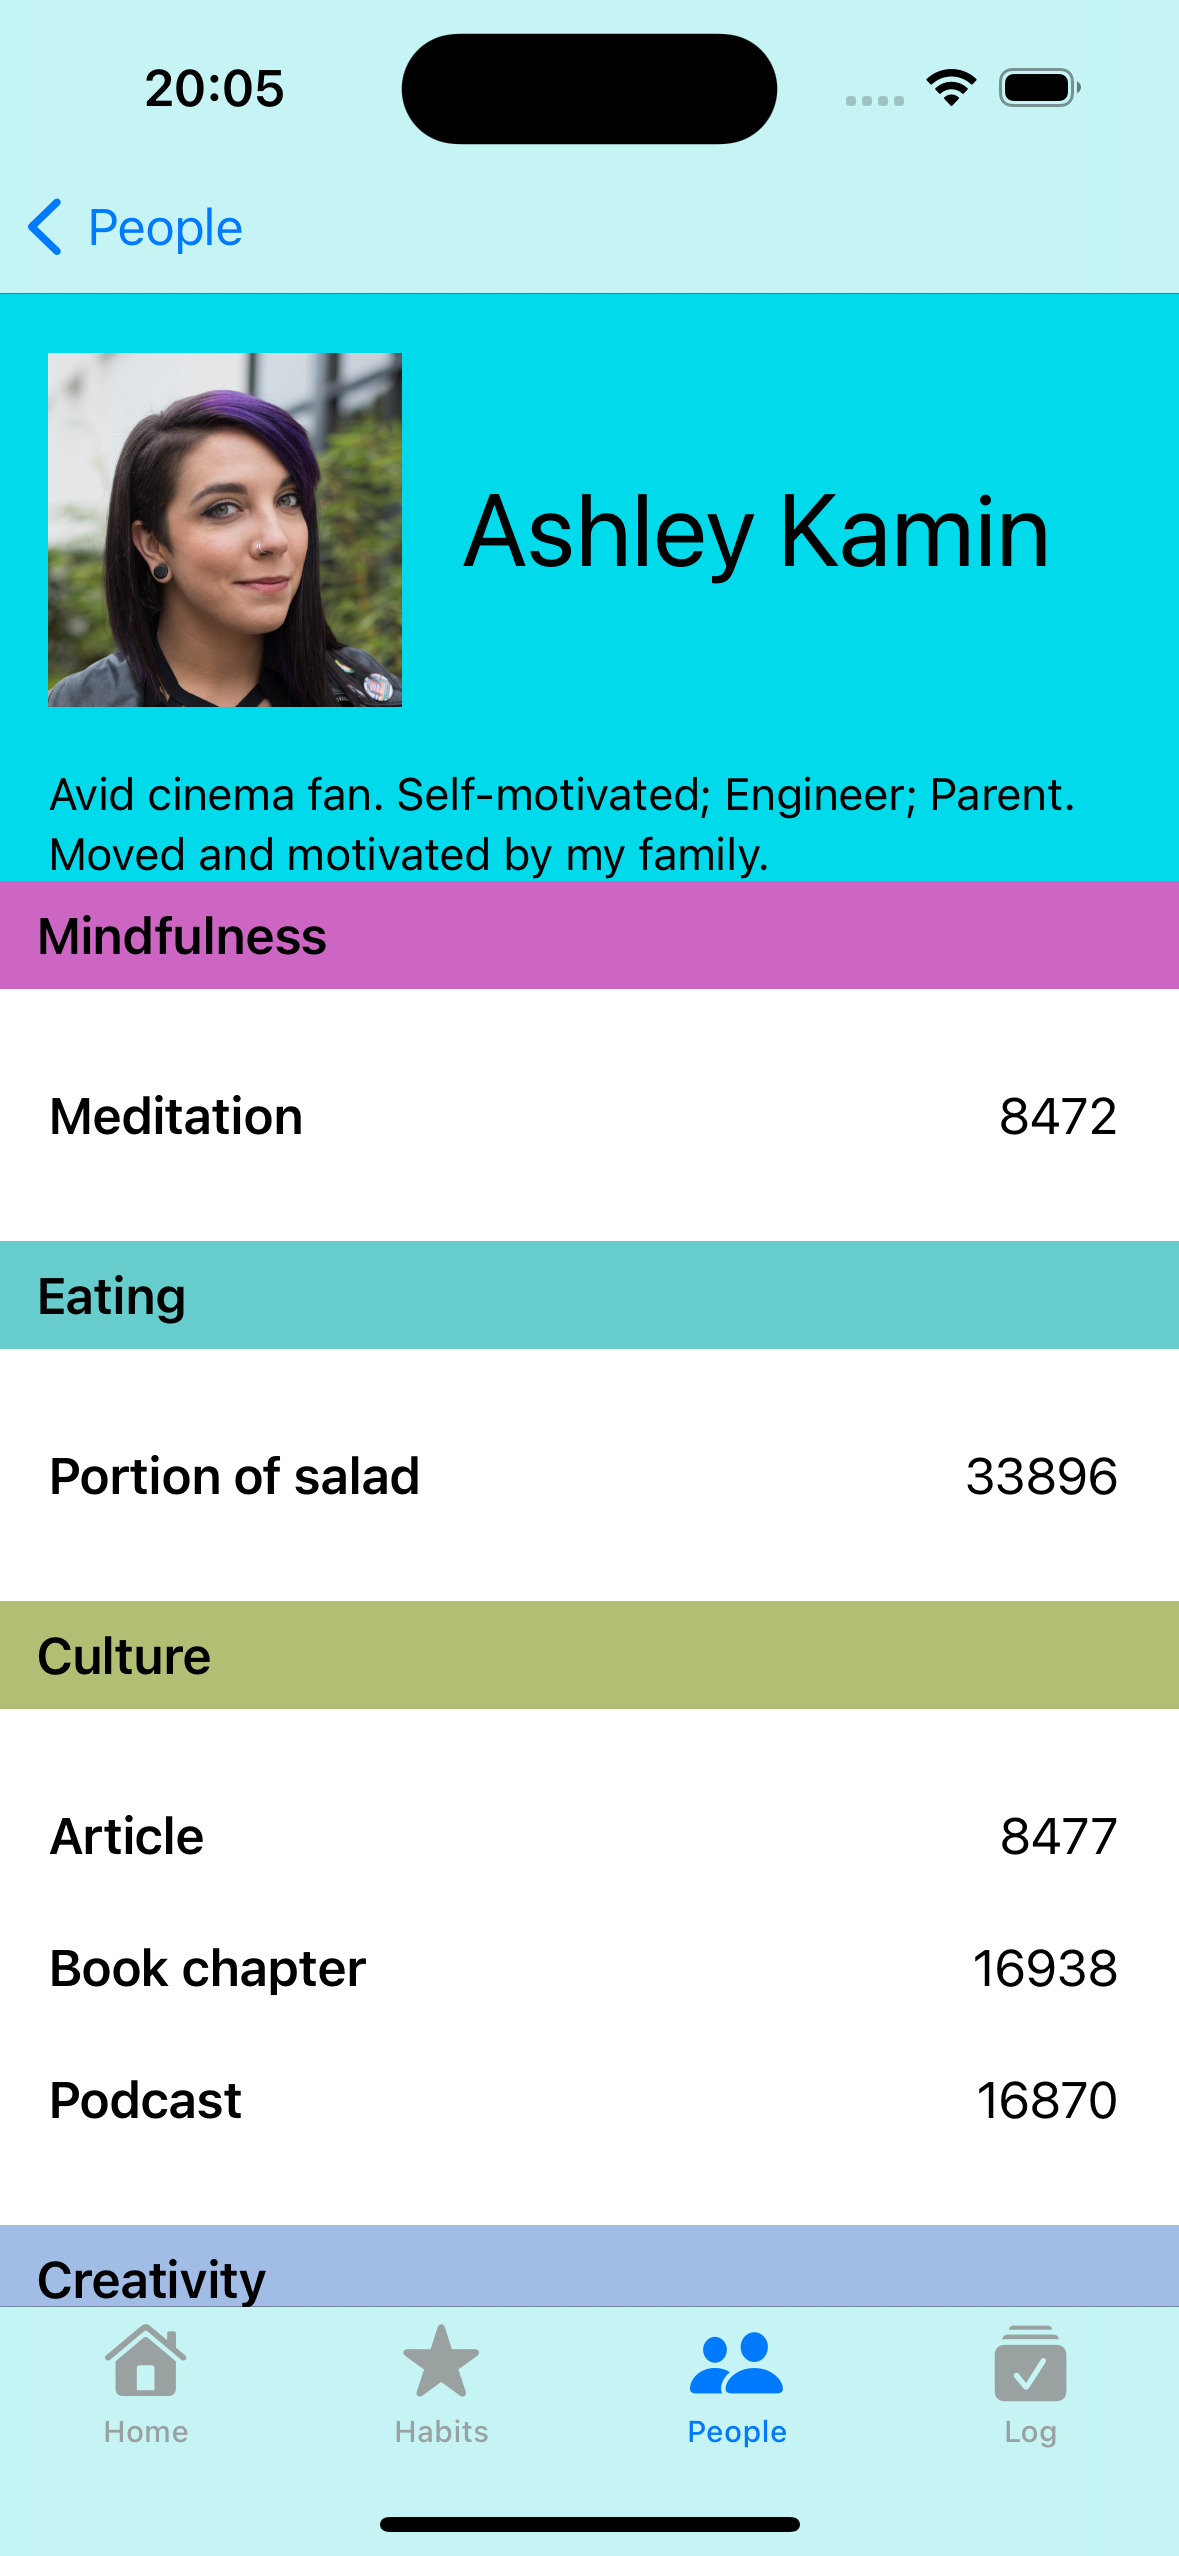 20:05
People
Ashley Kamin
Avid cinema fan. Self-motivated; Engineer; Parent.
Moved and motivated by my family.
Mindfulness
Meditation 8472
Eating
Portion of salad 33896
Culture
Article 8477
Book chapter 16938
Podcast 16870
Creativity
Home Habits People Log